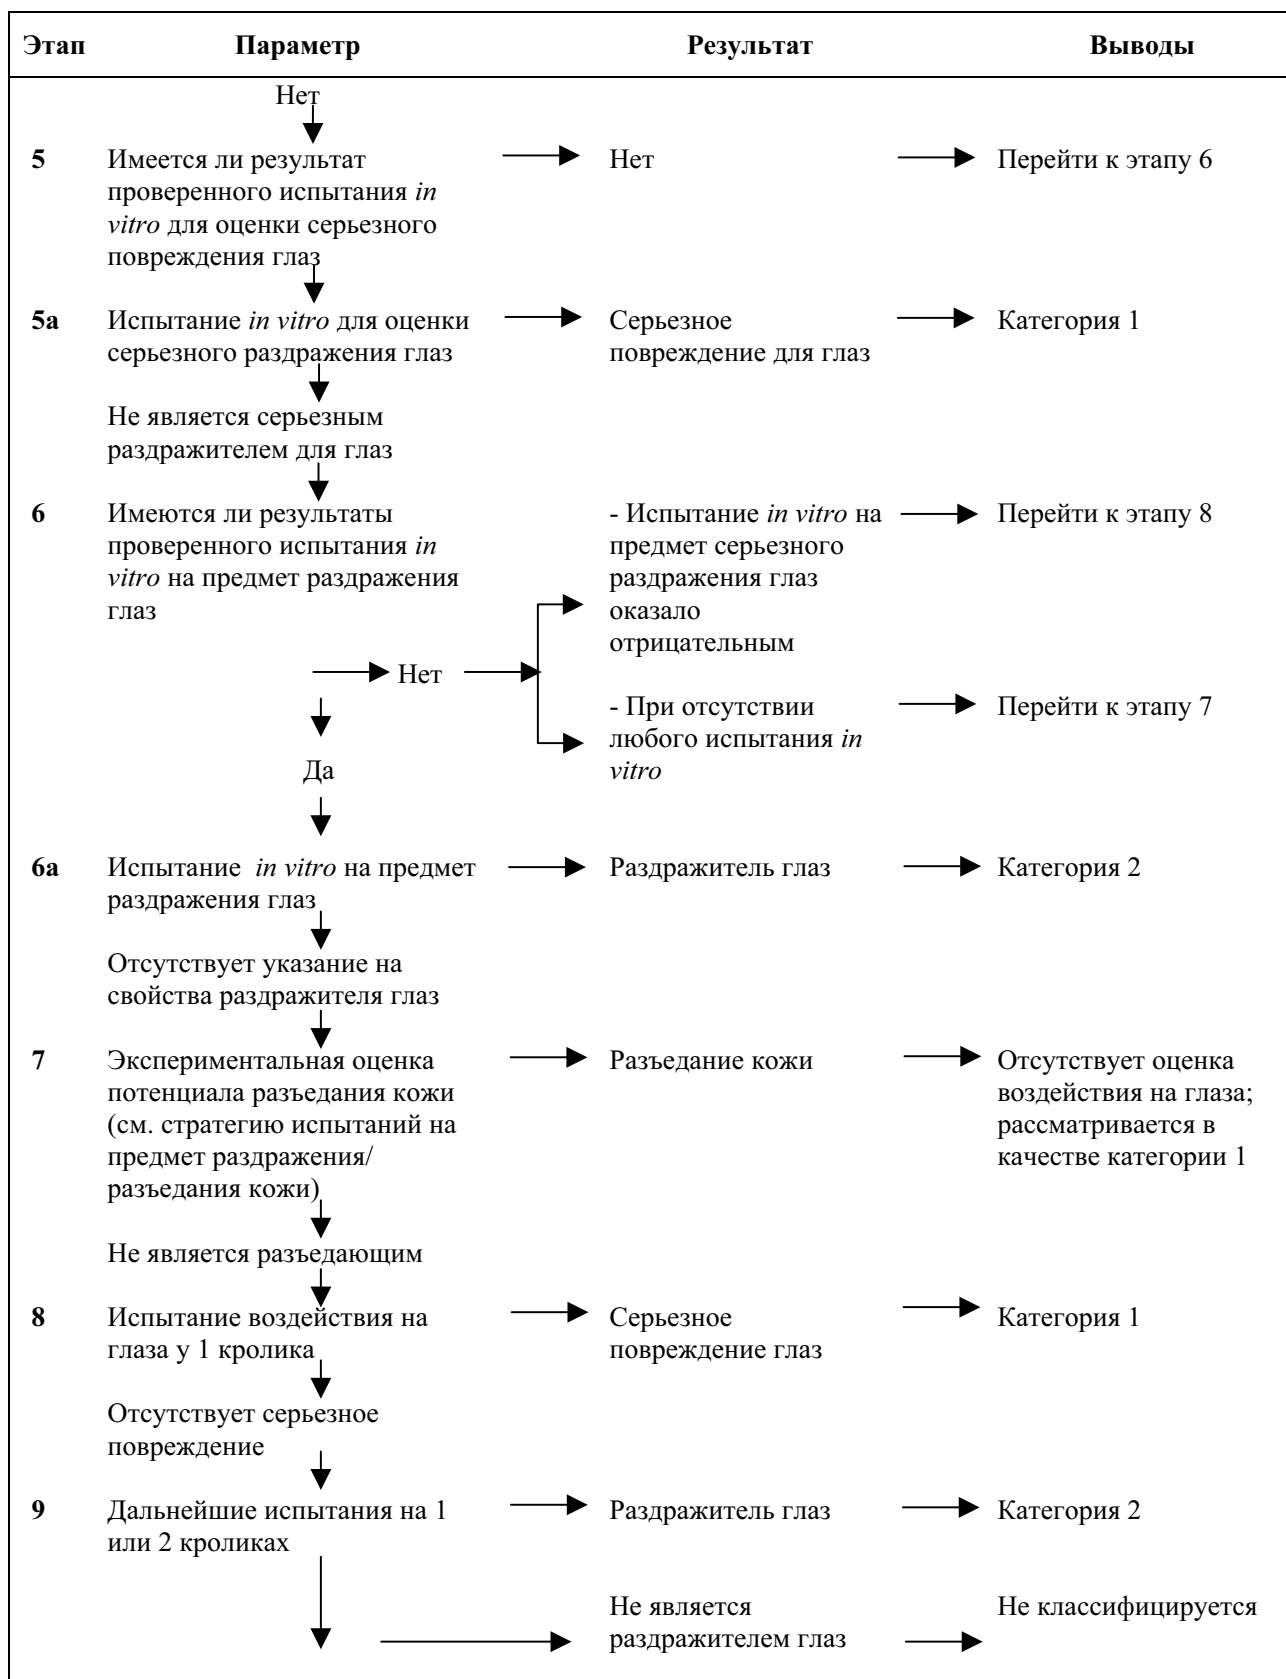 Этап Параметр Результат Выводы
Нет
5 Имеется ли результат Нет Перейти к этапу 6
проверенного испытания in
vitro для оценки серьезного
повреждения глаз
5а Испытание in vitro для оценки Серьезное Категория 1
серьезного раздражения глаз повреждение для глаз
Не является серьезным
раздражителем для глаз
6 Имеются ли результаты - Испытание in vitro на Перейти к этапу 8
проверенного испытания in предмет серьезного
vitro на предмет раздражения раздражения глаз
глаз оказало
отрицательным
Нет
- При отсутствии Перейти к этапу 7
любого испытания in
Да vitro
6а Испытание in vitro на предмет Раздражитель глаз Категория 2
раздражения глаз
Отсутствует указание на
свойства раздражителя глаз
7 Экспериментальная оценка Разъедание кожи Отсутствует оценка
потенциала разъедания кожи воздействия на глаза;
(см. стратегию испытаний на рассматривается в
предмет раздражения/ качестве категории 1
разъедания кожи)
Не является разъедающим
8 Испытание воздействия на Серьезное Категория 1
глаза у 1 кролика повреждение глаз
Отсутствует серьезное
повреждение
9 Дальнейшие испытания на 1 Раздражитель глаз Категория 2
или 2 кроликах
Не является Не классифицируется
раздражителем глаз